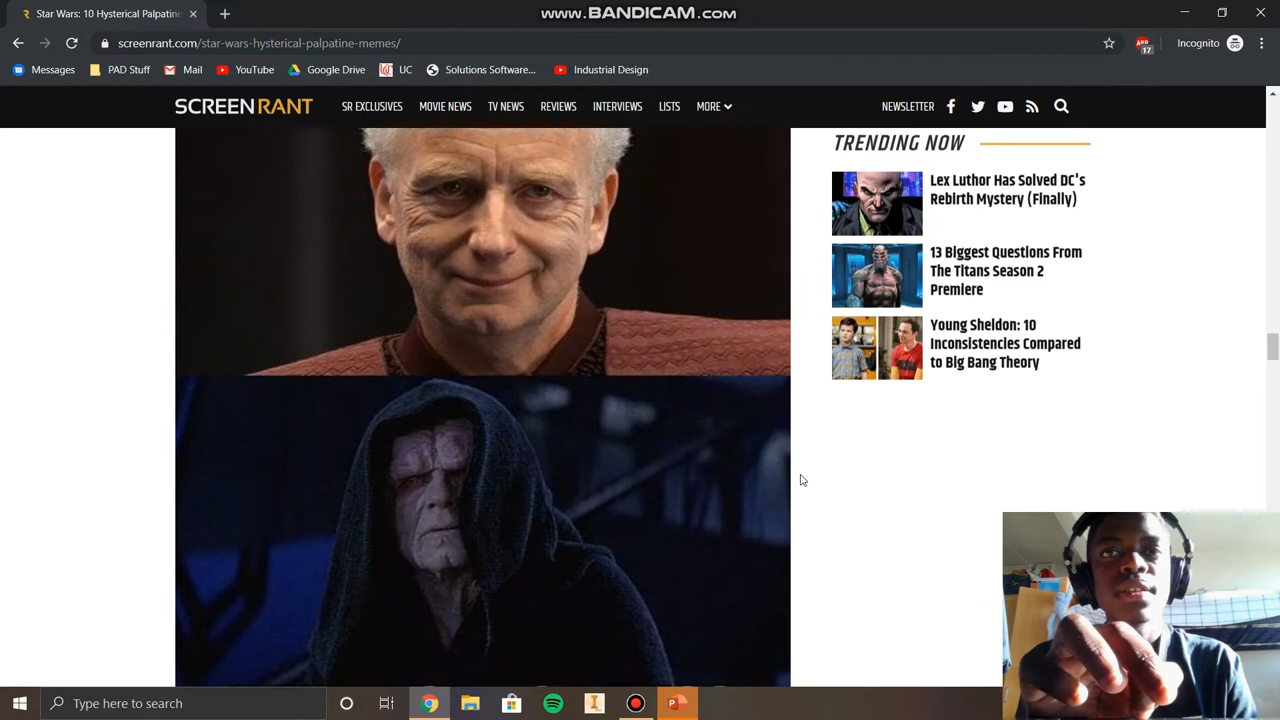 Star Wars: 10 Hysterical Palpatine
www.BANDICAM.com
screenrant.com/star-wars-hysterical-palpatine-memes/
17
Incognito
Messages
PAD Stuff
Mail
YouTube
Google Drive
UC
Solutions Software...
Industrial Design
SCREENRANT
SR EXCLUSIVES
MOVIE NEWS
TV NEWS
REVIEWS
INTERVIEWS
LISTS
MORE
NEWSLETTER
TRENDING NOW
Lex Luthor Has Solved DC's
Rebirth Mystery (Finally)
13 Biggest Questions From
The Titans Season 2
Premiere
Young Sheldon: 10
Inconsistencies Compared
to Big Bang Theory
Type here to search